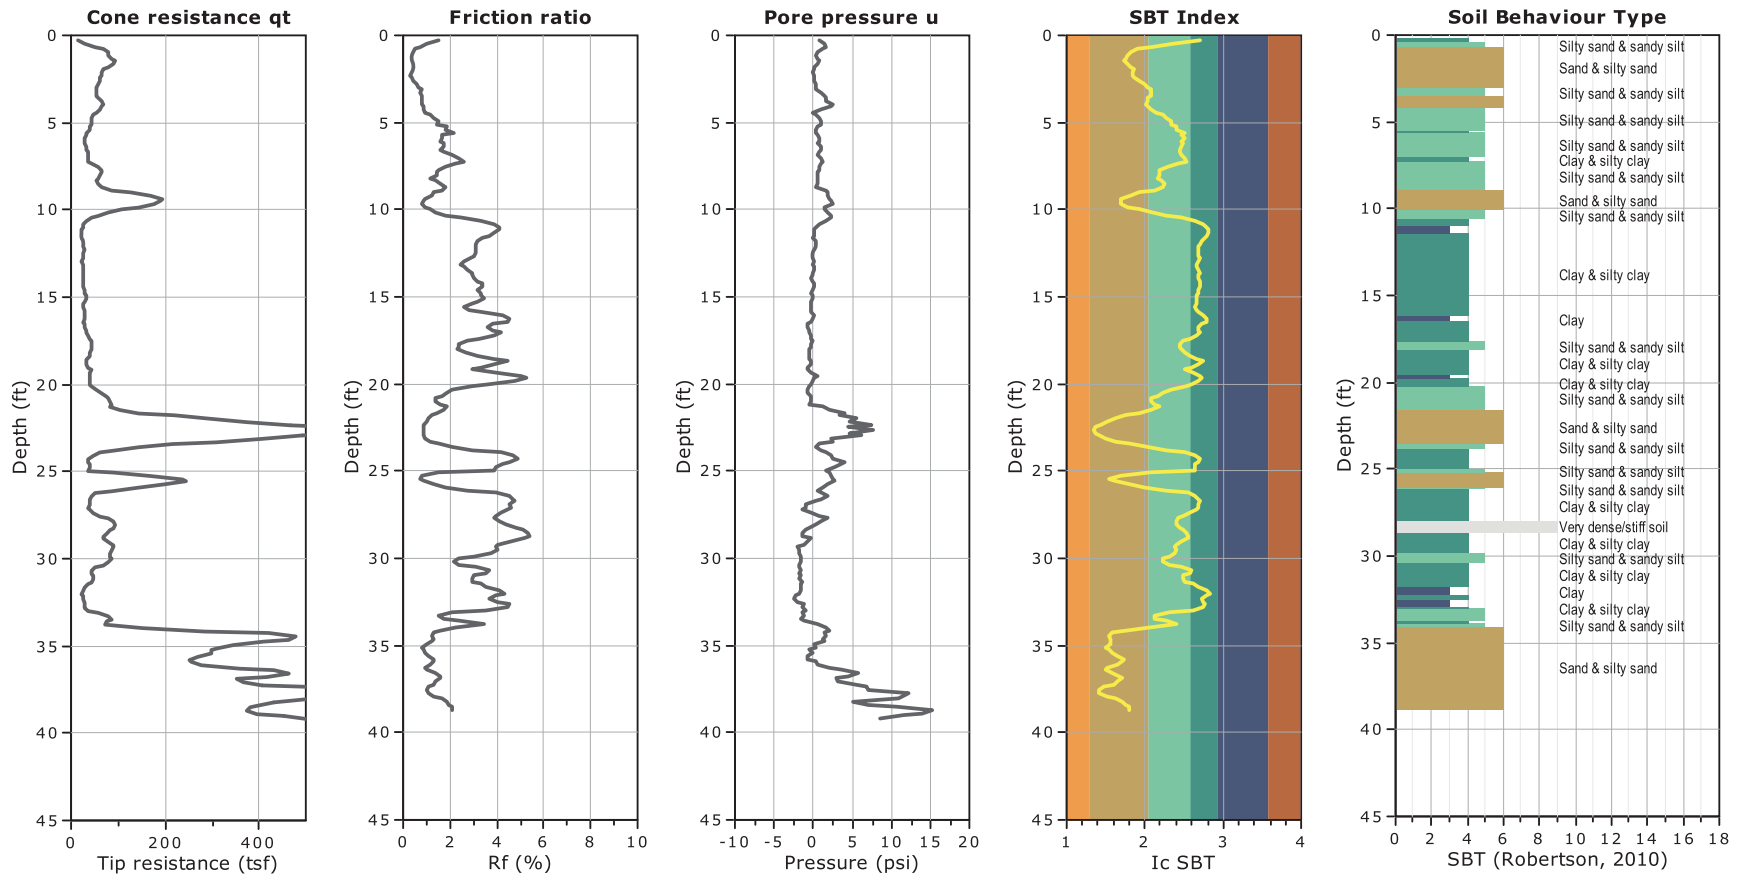 Cone resistance qt
0
5
10
15
20
25
30
35
40
45
Depth (ft)
0
200
400
Tip resistance (tsf)
Friction ratio
0
5
10
15
20
25
30
35
40
45
Depth (ft)
0
2
4
6
8
10
Rf (%)
Pore pressure u
0
5
10
15
20
25
30
35
40
45
Depth (ft)
-10
-5
0
5
10
15
20
Pressure (psi)
SBT Index
0
5
10
15
20
25
30
35
40
45
Depth (ft)
1
2
3
4
Ic SBT
Soil Behaviour Type
0
5
10
15
20
25
30
35
40
45
Depth (ft)
Silty sand & sandy silt
Sand & silty sand
Silty sand & sandy silt
Silty sand & sandy silt
Silty sand & sandy silt
Clay & silty clay
Silty sand & sandy silt
Sand & silty sand
Silty sand & sandy silt
Clay & silty clay
Clay
Silty sand & sandy silt
Clay & silty clay
Clay & silty clay
Silty sand & sandy silt
Sand & silty sand
Silty sand & sandy silt
Silty sand & sandy silt
Silty sand & sandy silt
Clay & silty clay
Very dense/stiff soil
Clay & silty clay
Silty sand & sandy silt
Clay & silty clay
Clay
Clay & silty clay
Silty sand & sandy silt
Sand & silty sand
0
2
4
6
8
10
12
14
16
18
SBT (Robertson, 2010)